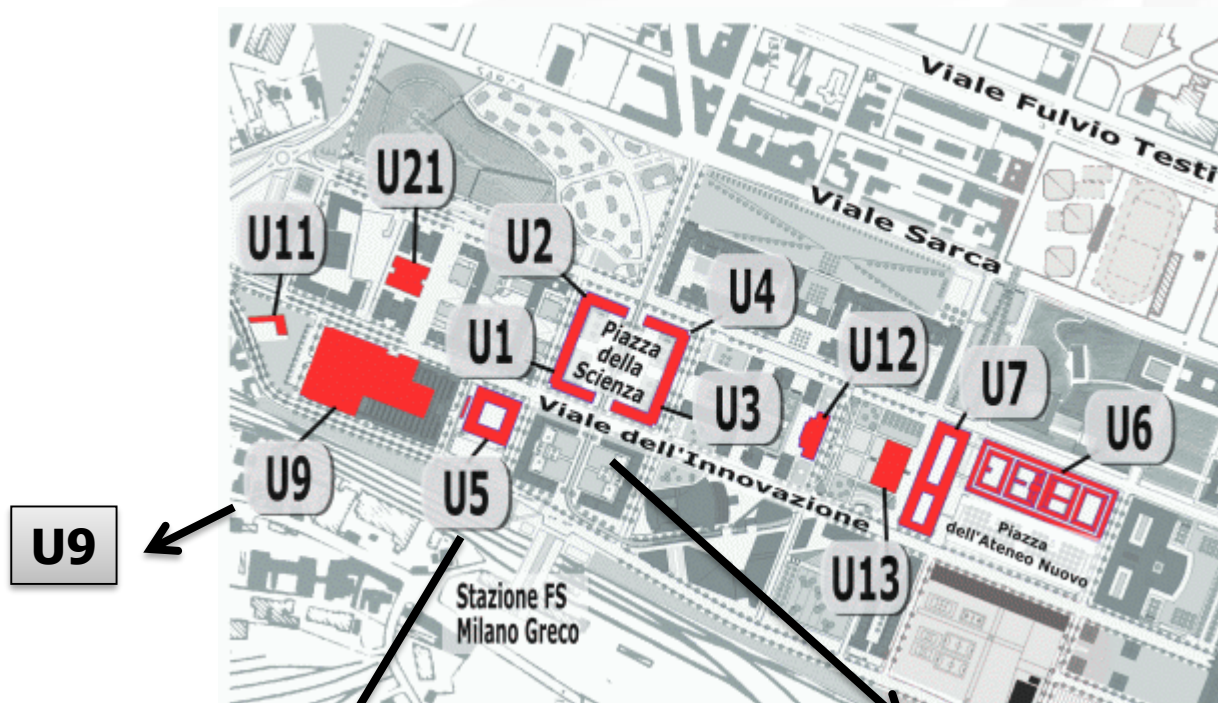 Viale Fulvio Testi
SARCA
U21
Viale Sarca
U11
U2
U4
Piazza
della
Scienza
U1
U12
U7
U3
U6
Viale dell'Innovazione
U9
U5
Piazza
dell'Ateneo Nuovo
U9
U13
Stazione FS
Milano Greco